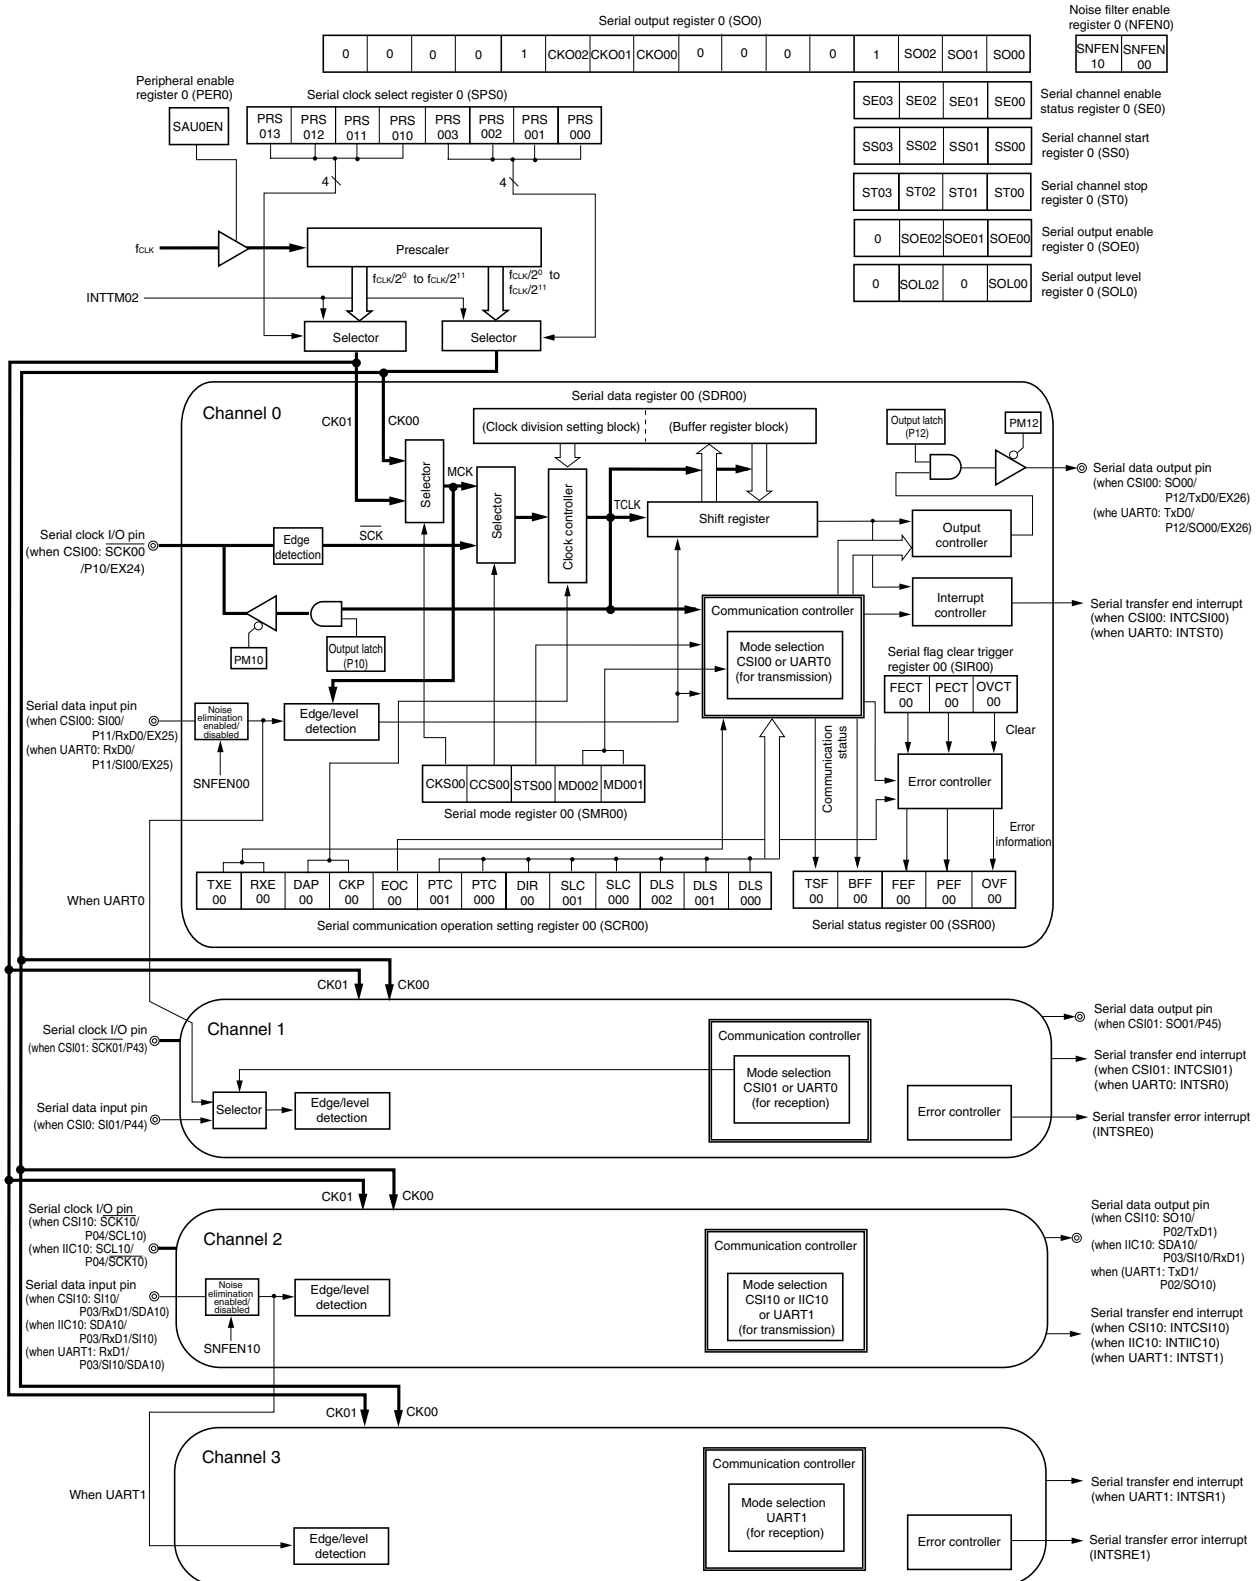 Serial output register 0 (SO0)
0 0 0 0 1 CKO02 CKO01 CKO00 0 0 0 0 1 SO02 SO01 SO00
Noise filter enable
register 0 (NFEN0)
SNFEN 10 SNFEN 00
Peripheral enable
register 0 (PER0)
SAU0EN
Serial clock select register 0 (SPS0)
PRS 013 PRS 012 PRS 011 PRS 010 PRS 003 PRS 002 PRS 001 PRS 000
4
4
SE03 SE02 SE01 SE00
Serial channel enable
status register 0 (SE0)
SS03 SS02 SS01 SS00
Serial channel start
register 0 (SS0)
ST03 ST02 ST01 ST00
Serial channel stop
register 0 (ST0)
0 SOE02 SOE01 SOE00
Serial output enable
register 0 (SOE0)
0 SOL02 0 SOL00
Serial output level
register 0 (SOL0)
fCLK
Prescaler
fCLK/2⁰ to fCLK/2¹¹
fCLK/2⁰ to
fCLK/2¹¹
INTTM02
Selector
Selector
Channel 0
CK01
CK00
Serial data register 00 (SDR00)
(Clock division setting block)
(Buffer register block)
Output latch
(P12)
PM12
Selector
MCK
Selector
Clock controller
TCLK
Shift register
Output
controller
Serial data output pin
(when CSI00: SO00/
P12/TxD0/EX26)
(whe UART0: TxD0/
P12/SO00/EX26)
Serial clock I/O pin
(when CSI00: SCK00
/P10/EX24)
Edge
detection
SCK
PM10
Output latch
(P10)
Communication controller
Mode selection
CSI00 or UART0
(for transmission)
Interrupt
controller
Serial transfer end interrupt
(when CSI00: INTCSI00)
(when UART0: INTST0)
Serial flag clear trigger
register 00 (SIR00)
FECT 00 PECT 00 OVCT 00
Clear
Serial data input pin
(when CSI00: SI00/
P11/RxD0/EX25)
(when UART0: RxD0/
P11/SI00/EX25)
Noise
elimination
enabled/
disabled
SNFEN00
Edge/level
detection
CKS00 CCS00 STS00 MD002 MD001
Serial mode register 00 (SMR00)
Communication
status
Error controller
Error
information
When UART0
TXE 00 RXE 00 DAP 00 CKP 00 EOC 00 PTC 001 PTC 000 DIR 00 SLC 001 SLC 000 DLS 002 DLS 001 DLS 000
Serial communication operation setting register 00 (SCR00)
TSF 00 BFF 00 FEF 00 PEF 00 OVF 00
Serial status register 00 (SSR00)
CK01
CK00
Channel 1
Serial clock I/O pin
(when CSI01: SCK01/P43)
Serial data input pin
(when CSI0: SI01/P44)
Selector
Edge/level
detection
Communication controller
Mode selection
CSI01 or UART0
(for reception)
Error controller
Serial data output pin
(when CSI01: SO01/P45)
Serial transfer end interrupt
(when CSI01: INTCSI01)
(when UART0: INTSR0)
Serial transfer error interrupt
(INTSRE0)
CK01
CK00
Channel 2
Serial clock I/O pin
(when CSI10: SCK10/
P04/SCL10)
(when IIC10: SCL10/
P04/SCK10)
Serial data input pin
(when CSI10: SI10/
P03/RxD1/SDA10)
(when IIC10: SDA10/
P03/RxD1/SI10)
(when UART1: RxD1/
P03/SI10/SDA10)
Noise
elimination
enabled/
disabled
SNFEN10
Edge/level
detection
Communication controller
Mode selection
CSI10 or IIC10
or UART1
(for transmission)
Serial data output pin
(when CSI10: SO10/
P02/TxD1)
(when IIC10: SDA10/
P03/SI10/RxD1)
when (UART1: TxD1/
P02/SO10)
Serial transfer end interrupt
(when CSI10: INTCSI10)
(when IIC10: INTIIC10)
(when UART1: INTST1)
CK01
CK00
Channel 3
When UART1
Edge/level
detection
Communication controller
Mode selection
UART1
(for reception)
Error controller
Serial transfer end interrupt
(when UART1: INTSR1)
Serial transfer error interrupt
(INTSRE1)